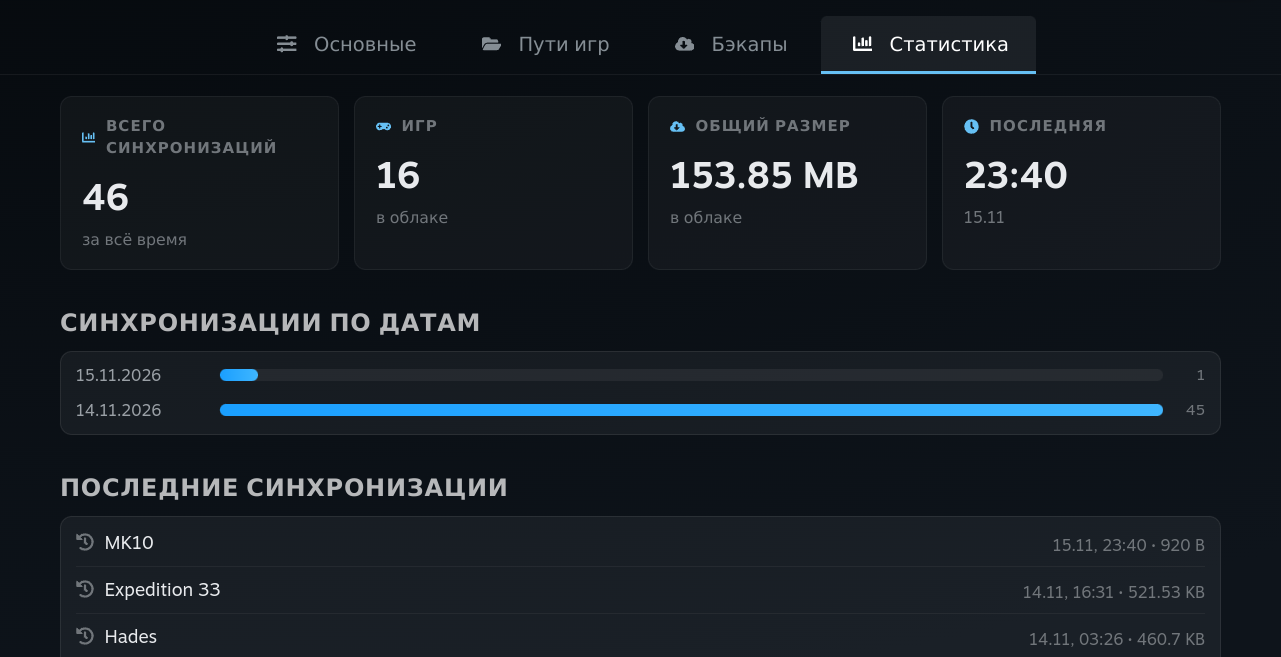 Основные Пути игр Бэкапы Статистика
ВСЕГО
СИНХРОНИЗАЦИЙ
46
за всё время
ИГР
16
в облаке
ОБЩИЙ РАЗМЕР
153.85 MB
в облаке
ПОСЛЕДНЯЯ
23:40
15.11
СИНХРОНИЗАЦИИ ПО ДАТАМ
15.11.2026 1
14.11.2026 45
ПОСЛЕДНИЕ СИНХРОНИЗАЦИИ
MK10 15.11, 23:40 • 920 B
Expedition 33 14.11, 16:31 • 521.53 KB
Hades 14.11, 03:26 • 460.7 KB